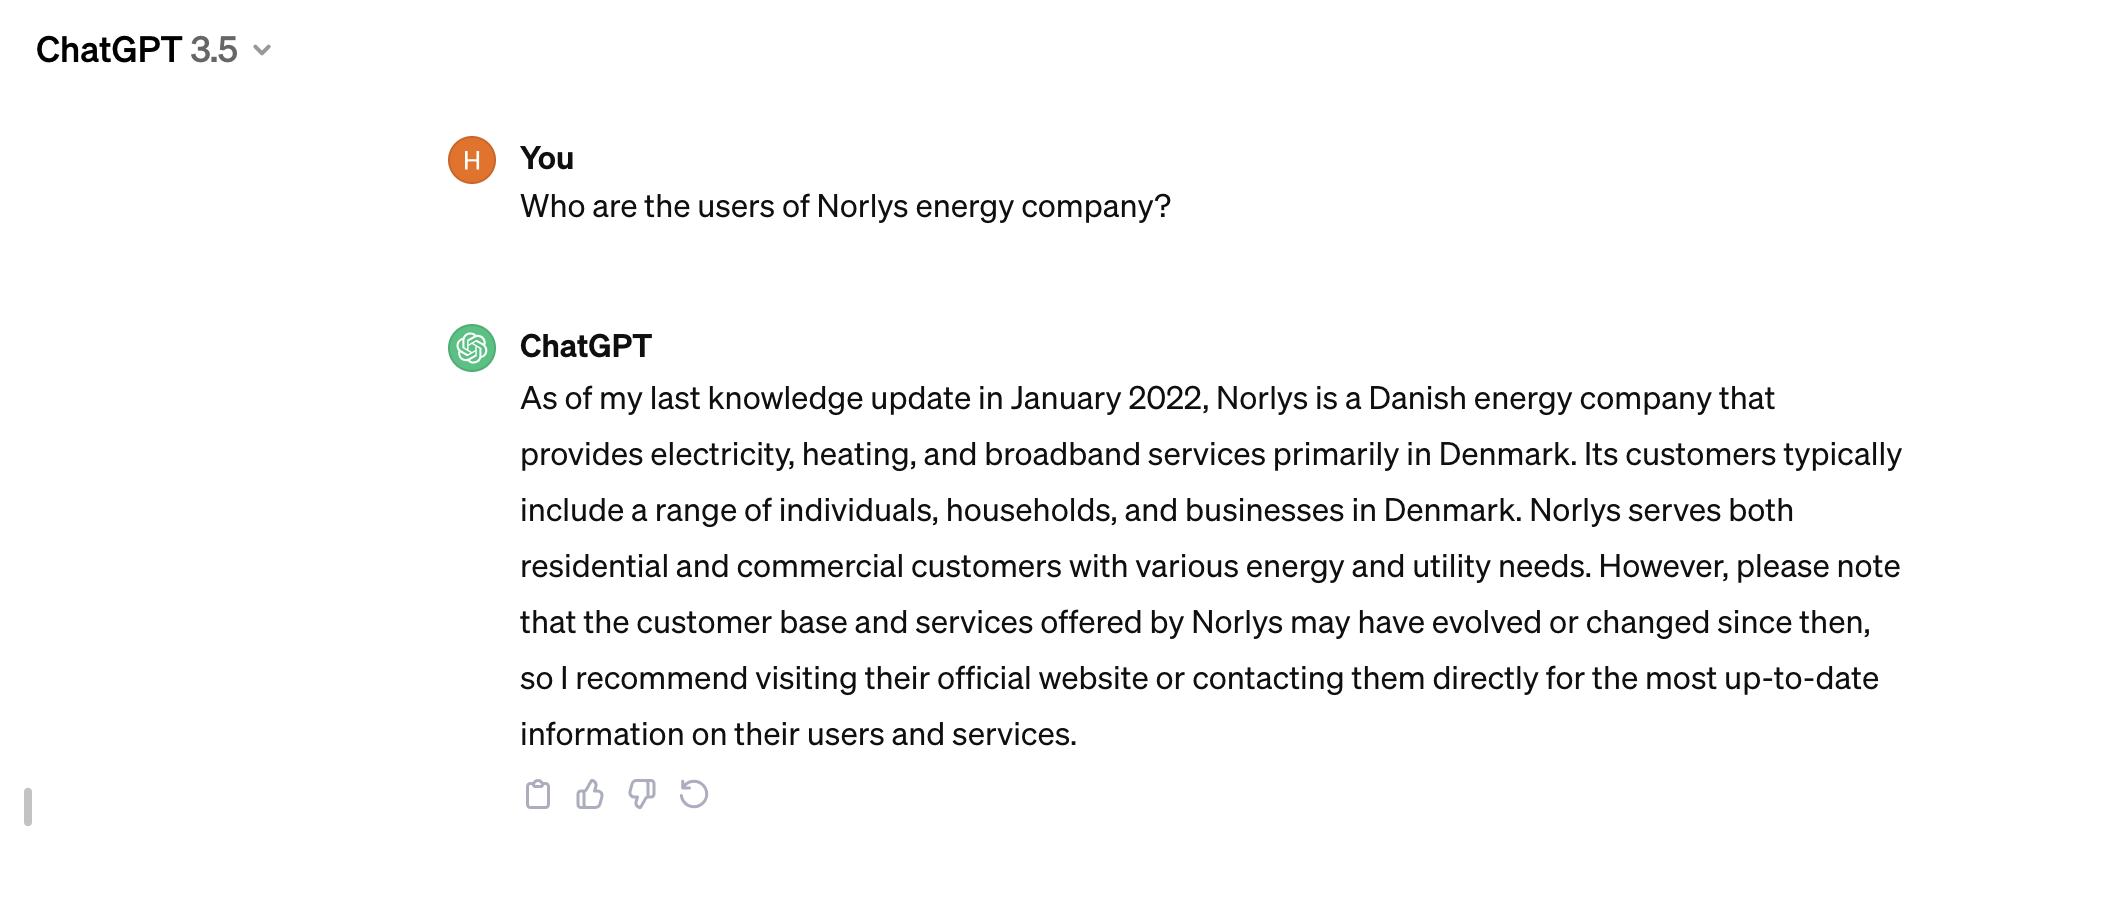 ChatGPT 3.5
H
You
Who are the users of Norlys energy company?
ChatGPT
As of my last knowledge update in January 2022, Norlys is a Danish energy company that
provides electricity, heating, and broadband services primarily in Denmark. Its customers typically
include a range of individuals, households, and businesses in Denmark. Norlys serves both
residential and commercial customers with various energy and utility needs. However, please note
that the customer base and services offered by Norlys may have evolved or changed since then,
so I recommend visiting their official website or contacting them directly for the most up-to-date
information on their users and services.